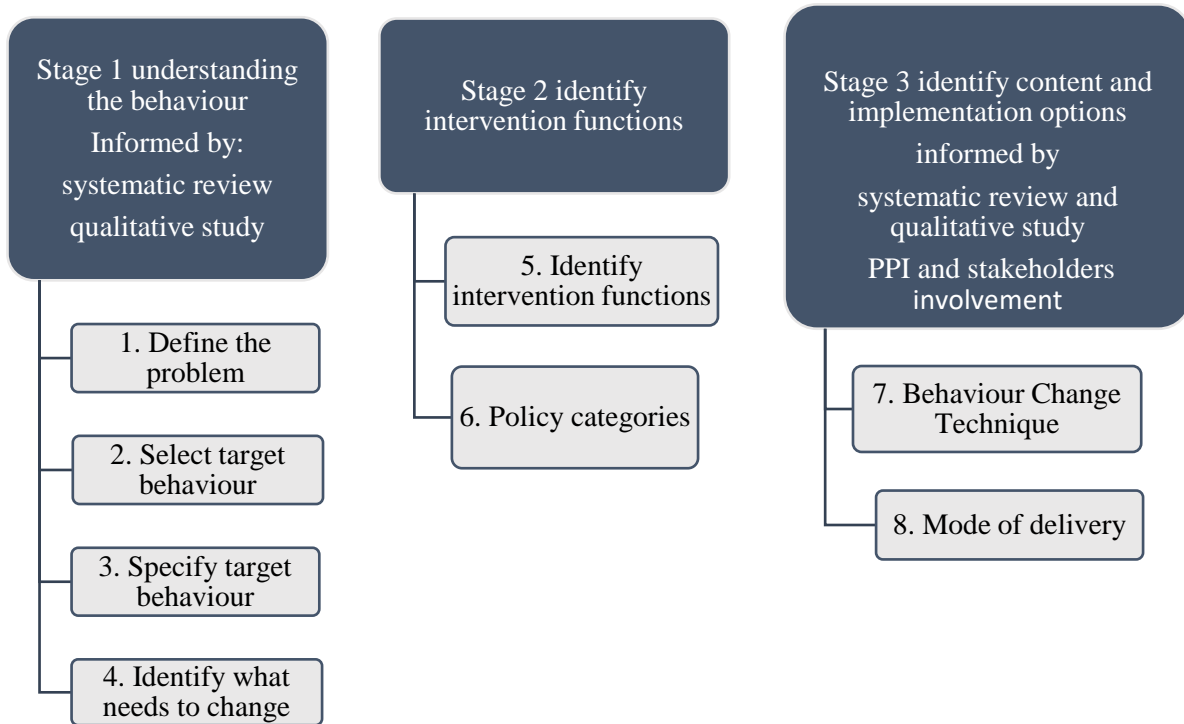 Stage 1 understanding
the behaviour
Informed by:
systematic review
qualitative study
1. Define the
problem
2. Select target
behaviour
3. Specify target
behaviour
4. Identify what
needs to change
Stage 2 identify
intervention functions
5. Identify
intervention functions
6. Policy categories
Stage 3 identify content and
implementation options
informed by
systematic review and
qualitative study
PPI and stakeholders
involvement
7. Behaviour Change
Technique
8. Mode of delivery